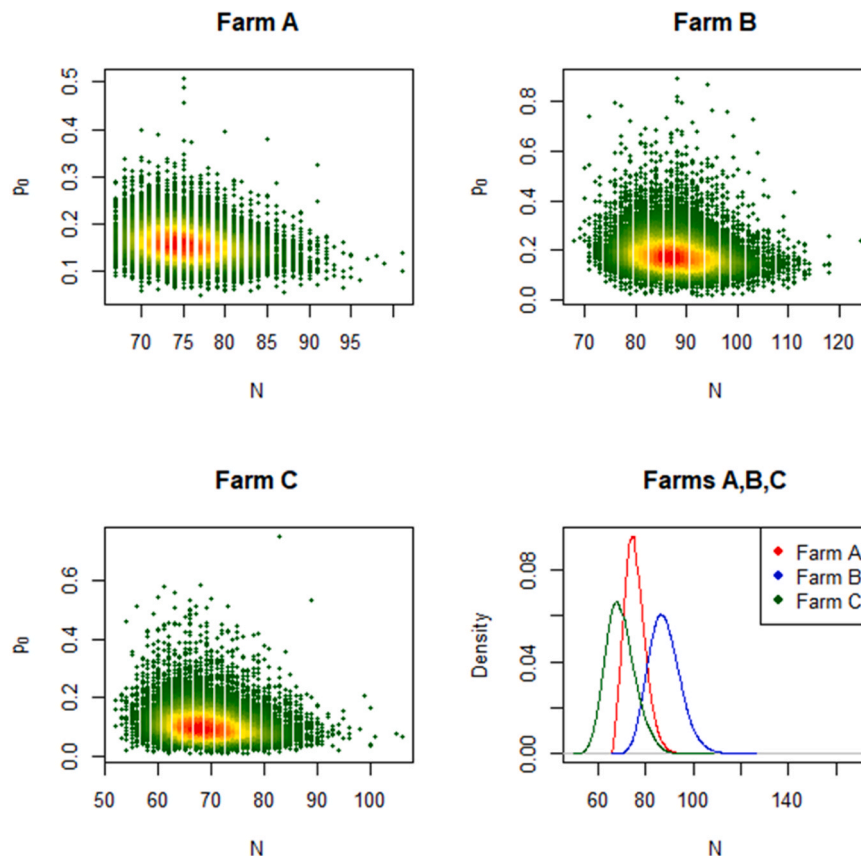 Farm A
0.5
0.4
0.3
0.2
0.1
p0
70 75 80 85 90 95
N
Farm B
0.8
0.6
0.4
0.2
0.0
p0
70 80 90 100 110 120
N
Farm C
0.6
0.4
0.2
0.0
p0
50 60 70 80 90 100
N
Farms A,B,C
0.08
0.04
0.00
Density
Farm A
Farm B
Farm C
60 80 100 140
N